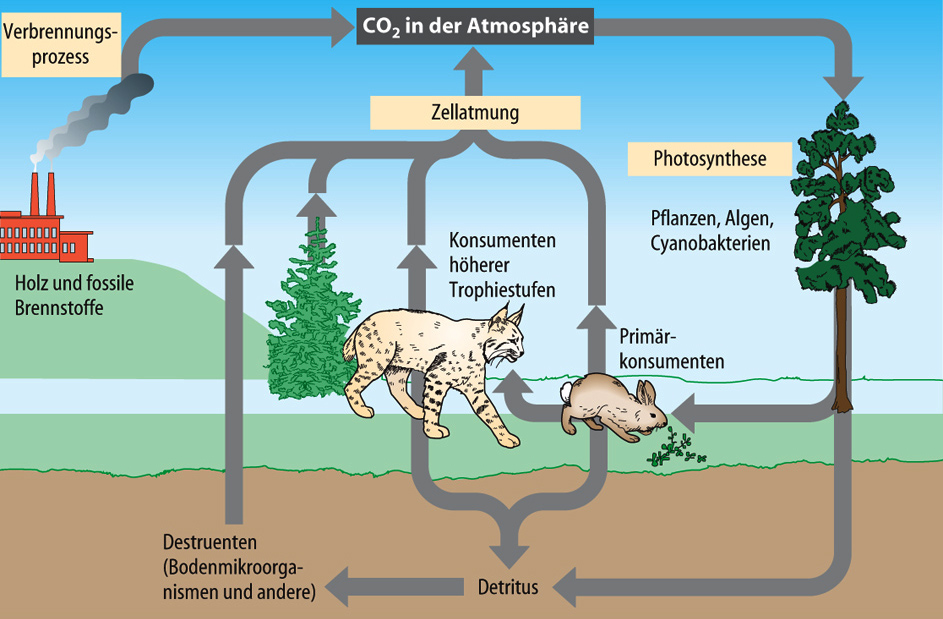 Verbrennungs-
prozess
CO₂ in der Atmosphäre
Zellatmung
Photosynthese
Pflanzen, Algen,
Cyanobakterien
Konsumenten
höherer
Trophiestufen
Holz und fossile
Brennstoffe
Primär-
konsumenten
Destruenten
(Bodenmikroorga-
nismen und andere)
Detritus